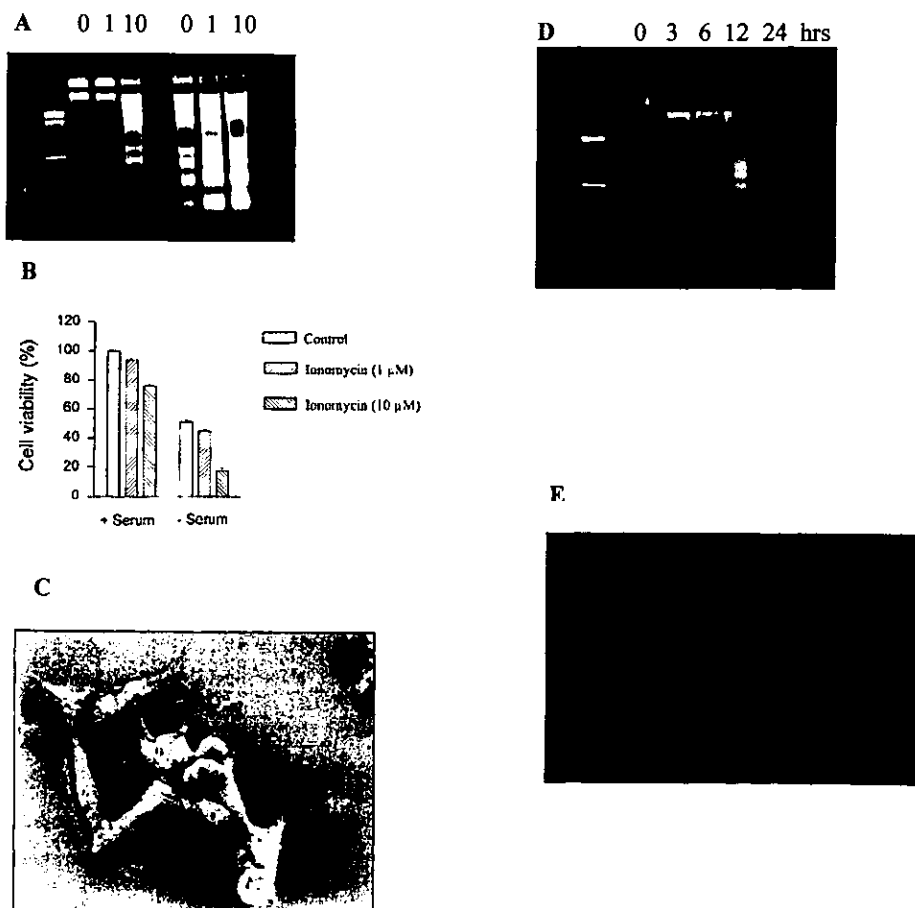 A 0 1 10 0 1 10
B
120
100
80
60
40
20
0
Cell viability (%)
+ Serum - Serum
Control
Ionomycin (1 µM)
Ionomycin (10 µM)
C
D 0 3 6 12 24 hrs
E